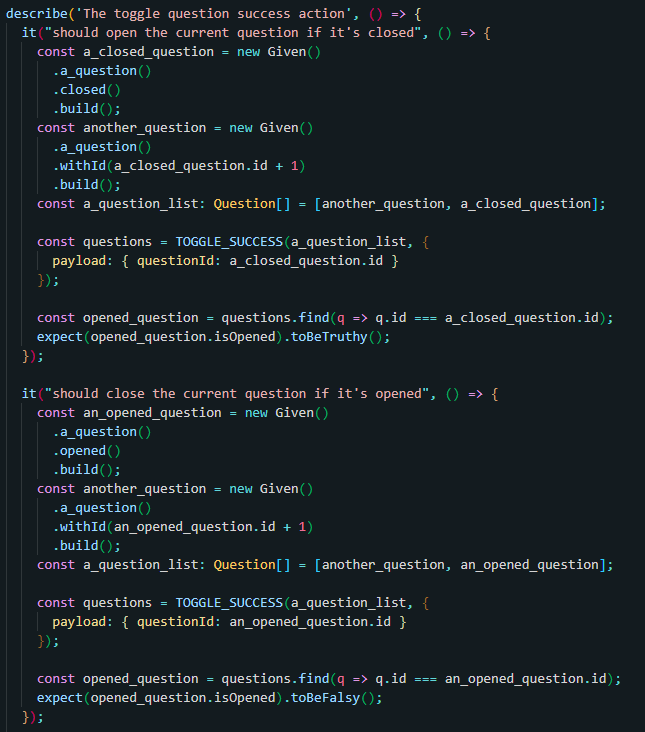 describe('The toggle question success action', () => {
  it("should open the current question if it's closed", () => {
    const a_closed_question = new Given()
      .a_question()
      .closed()
      .build();
    const another_question = new Given()
      .a_question()
      .withId(a_closed_question.id + 1)
      .build();
    const a_question_list: Question[] = [another_question, a_closed_question];

    const questions = TOGGLE_SUCCESS(a_question_list, {
      payload: { questionId: a_closed_question.id }
    });

    const opened_question = questions.find(q => q.id === a_closed_question.id);
    expect(opened_question.isOpened).toBeTruthy();
  });

  it("should close the current question if it's opened", () => {
    const an_opened_question = new Given()
      .a_question()
      .opened()
      .build();
    const another_question = new Given()
      .a_question()
      .withId(an_opened_question.id + 1)
      .build();
    const a_question_list: Question[] = [another_question, an_opened_question];

    const questions = TOGGLE_SUCCESS(a_question_list, {
      payload: { questionId: an_opened_question.id }
    });

    const opened_question = questions.find(q => q.id === an_opened_question.id);
    expect(opened_question.isOpened).toBeFalsy();
  });